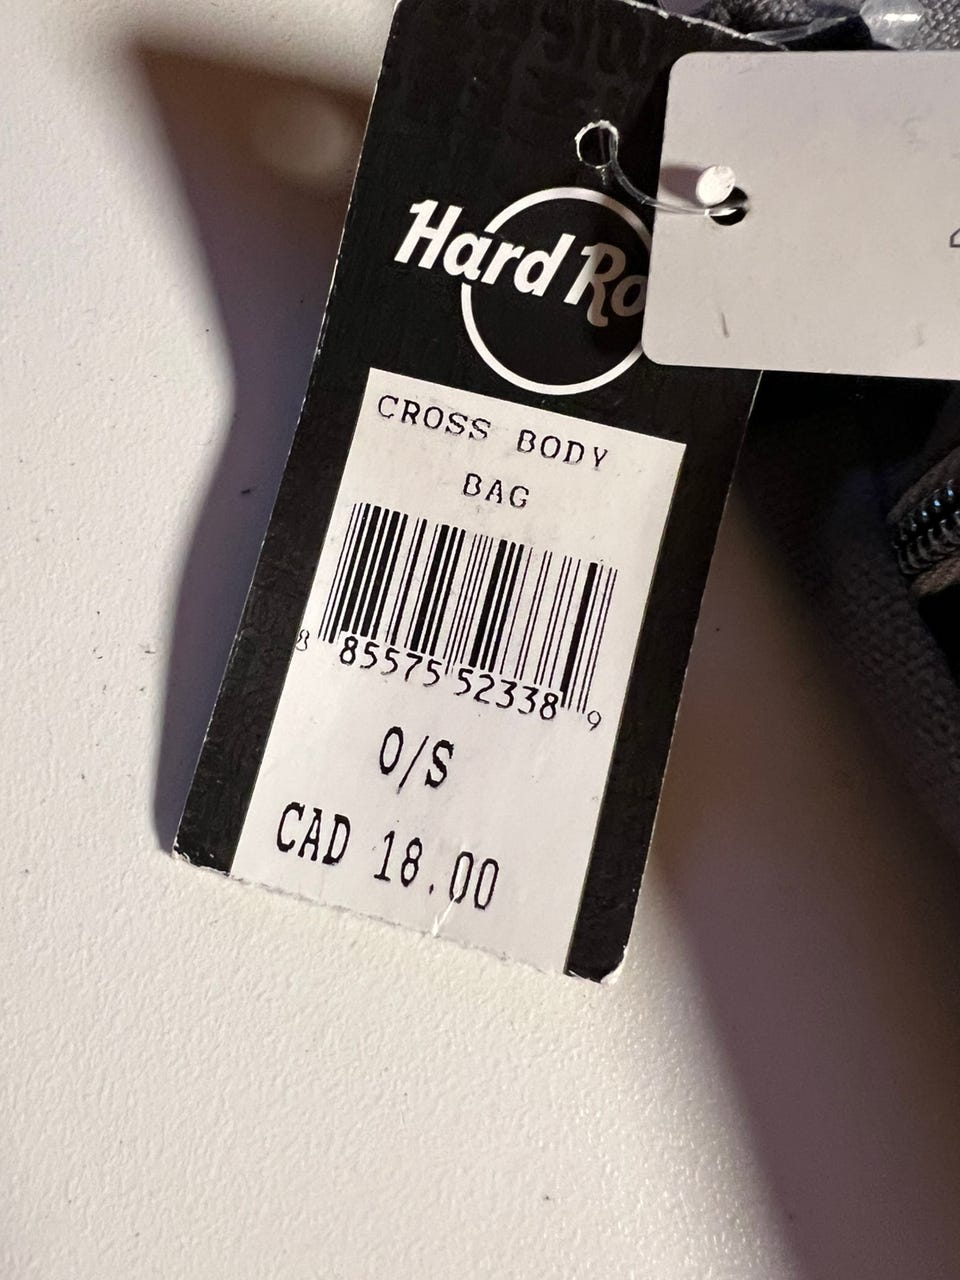 Hard Ro
CROSS BODY
BAG
8 85575 52338 9
O/S
CAD 18.00